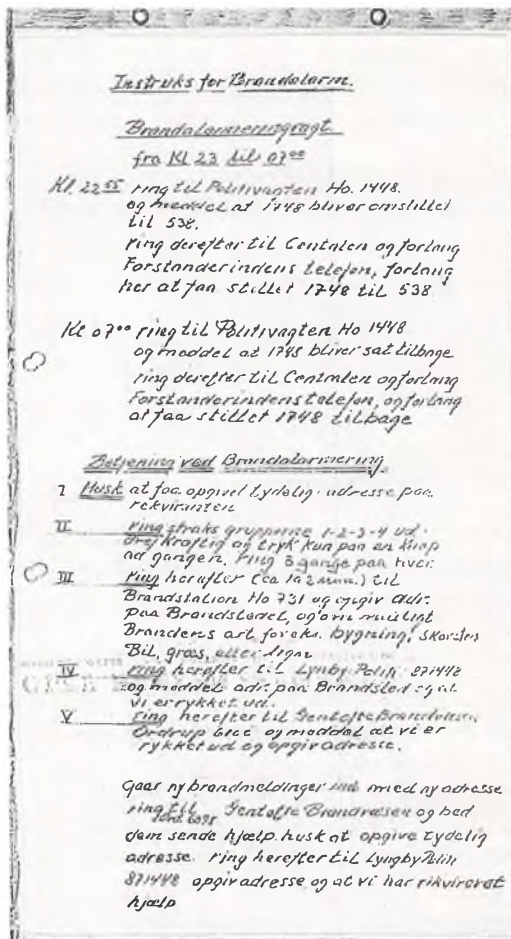 Instruks for Brandalarm.
Brandalarmeringvagt
fra Kl 23 til 07⁰⁰
Kl. 22 55 ring til Politivagten Ho. 1448.
og meddel at 1748 bliver omstillet
til 538.
ring derefter til Centalen og forlang
Forstanderindens telefon, forlang
her at faa stillet 1748 til 538
Kl 07⁰⁰ ring til Politivagten Ho 1448
og meddel at 1748 bliver sat tilbage
ring derefter til Centralen og forlang
Forstanderindens telefon, og forlang
at faa stillet 1748 tilbage
Betjening ved Brandalarmering
I Husk at faa opgivet tydelig adresse paa
rekviranten
II ring straks grupperne 1-2-3-4 ud.
drej kraftig og tryk kun paa en knap
ad gangen. ring 3 gange paa hver.
III ring herefter (ca 1 a 2 min.) til
Brandstation Ho 731 og opgiv adr.
paa Brandstedet, og om muligt
Brandens art foreks. bygning, skorsten
Bil, græs, eller lign
IV ring herefter til Lyngby Politi 871448
og meddel adr. paa Brandsted og at
vi er rykket ud.
V ring herefter til Gentofte
Ordrup og meddel at vi er
rykket ud og opgiv adresse.
Gaar ny brandmeldinger ind med ny adresse
ring til Gentofte Brandvæsen og bed
dem sende hjælp. husk at opgive tydelig
adresse. ring herefter til Lyngby Politi
871448 opgiv adresse og at vi har rikvireret
hjælp